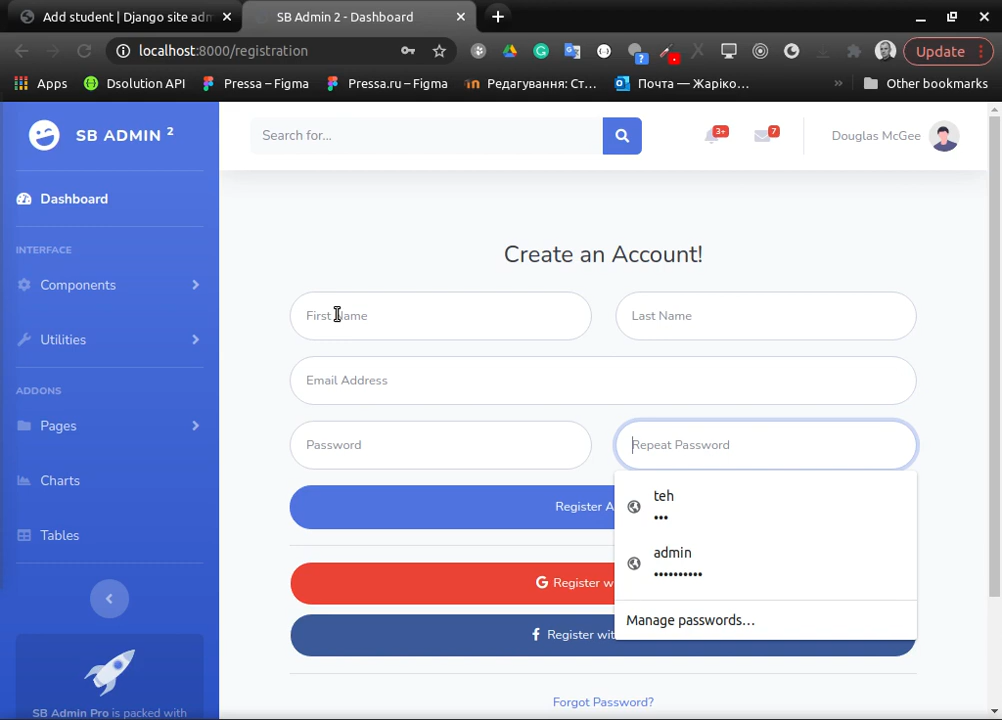 Add student | Django site adm
SB Admin 2 - Dashboard
localhost:8000/registration
Update
Apps
Dsolution API
Pressa – Figma
Pressa.ru – Figma
Редагування: Ст...
Почта — Жаріко...
»
Other bookmarks
SB ADMIN 2
Search for...
3+
7
Douglas McGee
Dashboard
INTERFACE
Components
Utilities
ADDONS
Pages
Charts
Tables
SB Admin Pro is packed with
Create an Account!
First Name
Last Name
Email Address
Password
Repeat Password
teh
•••
admin
••••••••••
Manage passwords...
Register A
G Register w
f Register wit
Forgot Password?